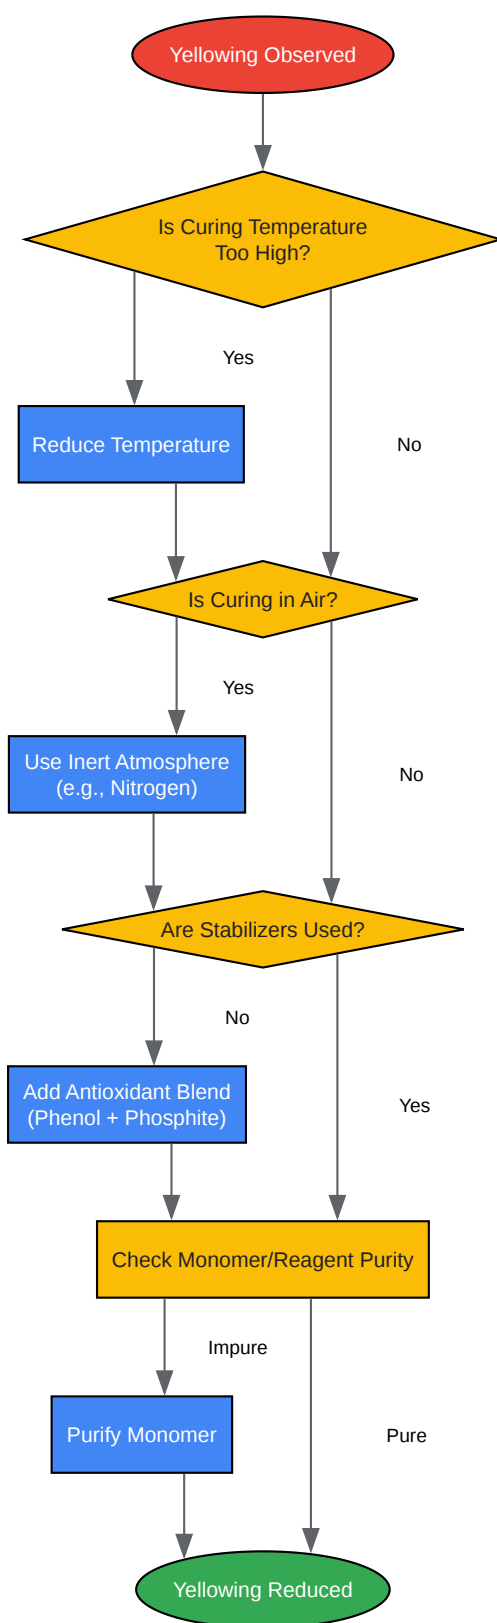 Yellowing Observed
Is Curing Temperature
Too High?
Yes
Reduce Temperature
No
Is Curing in Air?
Yes
Use Inert Atmosphere
(e.g., Nitrogen)
No
Are Stabilizers Used?
No
Add Antioxidant Blend
(Phenol + Phosphite)
Yes
Check Monomer/Reagent Purity
Impure
Purify Monomer
Pure
Yellowing Reduced